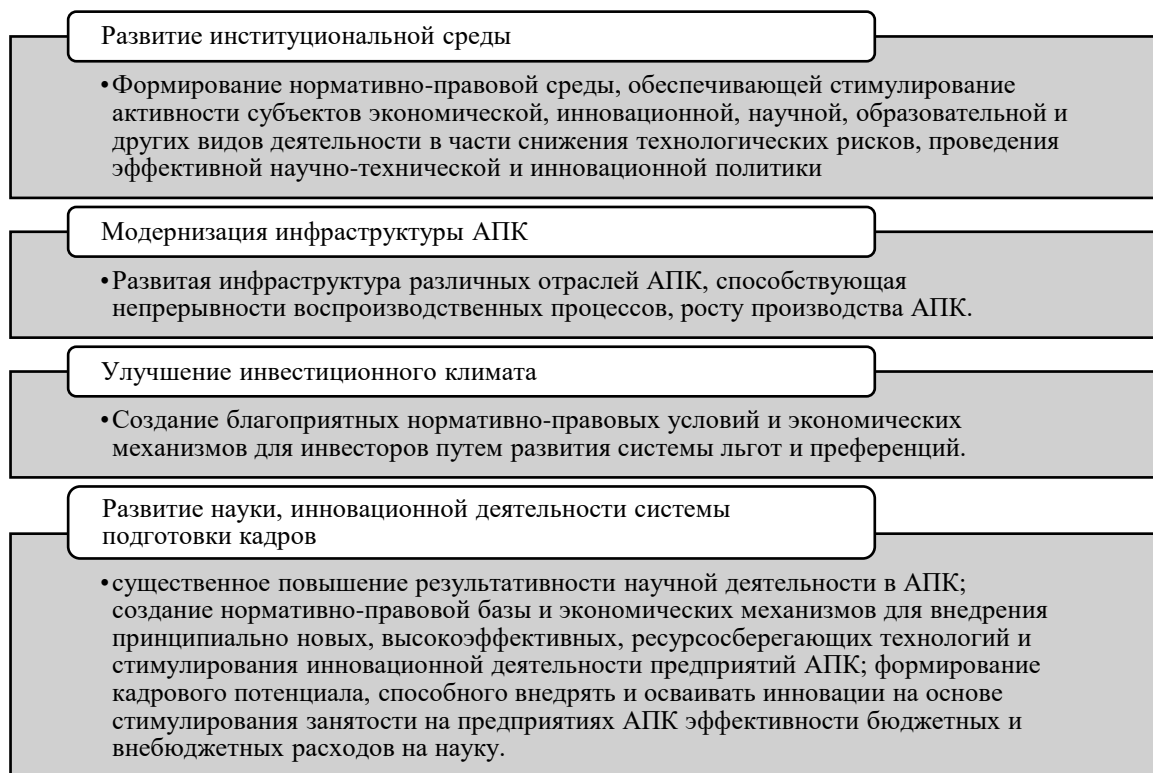 Развитие институциональной среды
•Формирование нормативно-правовой среды, обеспечивающей стимулирование
активности субъектов экономической, инновационной, научной, образовательной и
других видов деятельности в части снижения технологических рисков, проведения
эффективной научно-технической и инновационной политики
Модернизация инфраструктуры АПК
•Развитая инфраструктура различных отраслей АПК, способствующая
непрерывности воспроизводственных процессов, росту производства АПК.
Улучшение инвестиционного климата
•Создание благоприятных нормативно-правовых условий и экономических
механизмов для инвесторов путем развития системы льгот и преференций.
Развитие науки, инновационной деятельности системы
подготовки кадров
•существенное повышение результативности научной деятельности в АПК;
создание нормативно-правовой базы и экономических механизмов для внедрения
принципиально новых, высокоэффективных, ресурсосберегающих технологий и
стимулирования инновационной деятельности предприятий АПК; формирование
кадрового потенциала, способного внедрять и осваивать инновации на основе
стимулирования занятости на предприятиях АПК эффективности бюджетных и
внебюджетных расходов на науку.